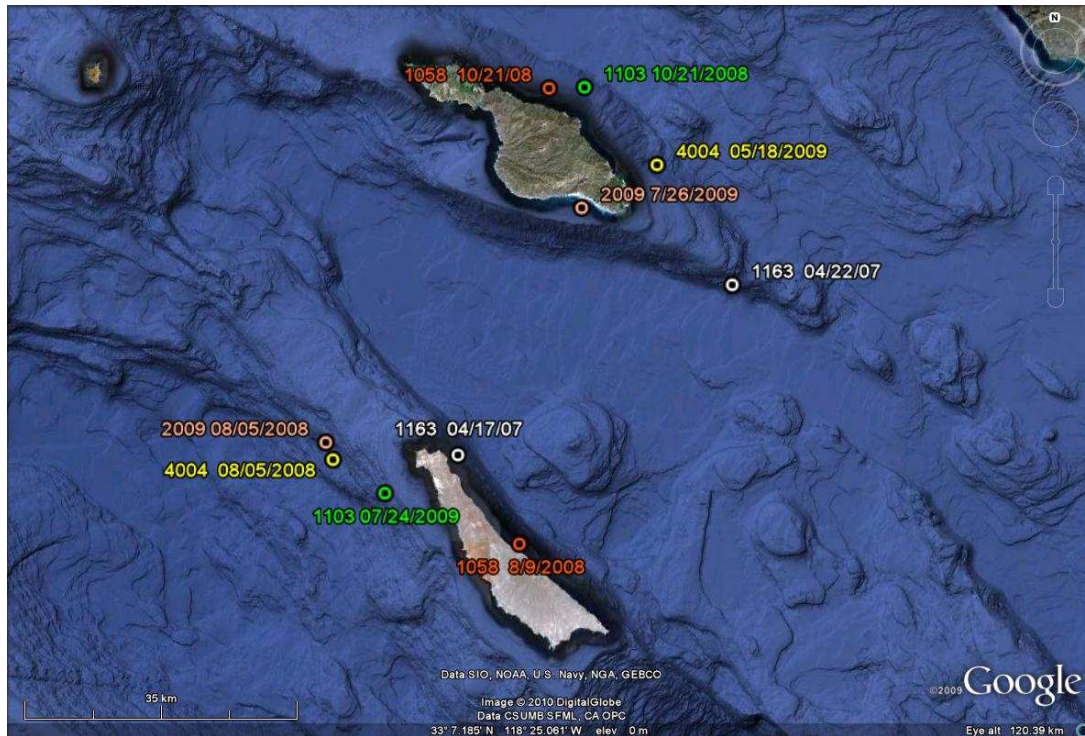 N
1058 10/21/08
1103 10/21/2008
4004 05/18/2009
2009 7/26/2009
1163 04/22/07
2009 08/05/2008
1163 04/17/07
4004 08/05/2008
1103 07/24/2009
1058 8/9/2008
Data SIO, NOAA, U.S. Navy, NGA, GEBCO
35 km
Image © 2010 DigitalGlobe
Data CSUMB SFML, CA OPC
©2009 Google
33° 7.185' N 118° 25.061' W elev 0 m
Eye alt 120.39 km